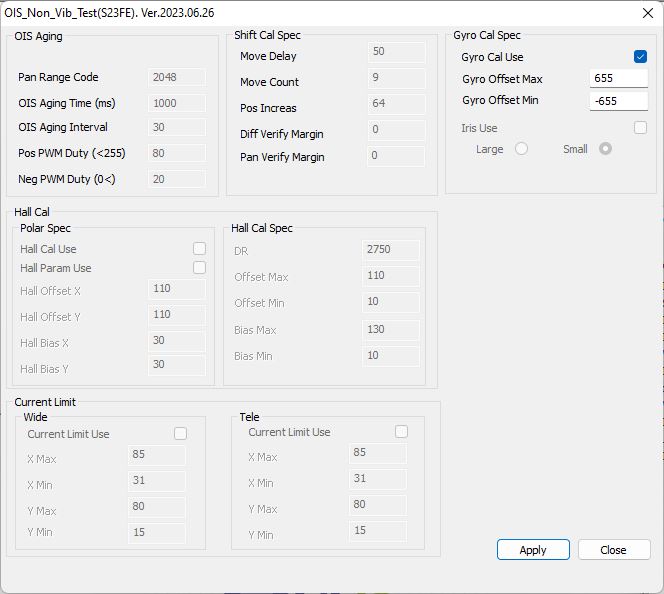 OIS_Non_Vib_Test(S23FE). Ver.2023.06.26
OIS Aging
Pan Range Code 2048
OIS Aging Time (ms) 1000
OIS Aging Interval 30
Pos PWM Duty (<255) 80
Neg PWM Duty (0<) 20
Shift Cal Spec
Move Delay 50
Move Count 9
Pos Increas 64
Diff Verify Margin 0
Pan Verify Margin 0
Gyro Cal Spec
Gyro Cal Use
Gyro Offset Max 655
Gyro Offset Min -655
Iris Use
Large Small
Hall Cal
Polar Spec
Hall Cal Use
Hall Param Use
Hall Offset X 110
Hall Offset Y 110
Hall Bias X 30
Hall Bias Y 30
Hall Cal Spec
DR 2750
Offset Max 110
Offset Min 10
Bias Max 130
Bias Min 10
Current Limit
Wide
Current Limit Use
X Max 85
X Min 31
Y Max 80
Y Min 15
Tele
Current Limit Use
X Max 85
X Min 31
Y Max 80
Y Min 15
Apply Close